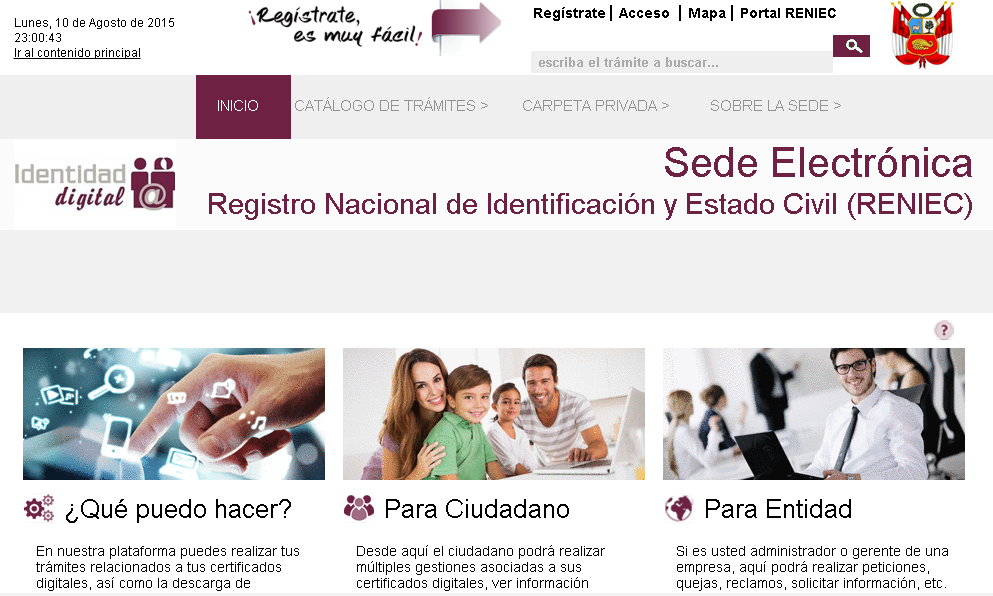 Lunes, 10 de Agosto de 2015
23:00:43
Ir al contenido principal
¡Regístrate,
es muy fácil!
Regístrate | Acceso | Mapa | Portal RENIEC
escriba el trámite a buscar...
INICIO
CATÁLOGO DE TRÁMITES >
CARPETA PRIVADA >
SOBRE LA SEDE >
Identidad
digital @
Sede Electrónica
Registro Nacional de Identificación y Estado Civil (RENIEC)
?
¿Qué puedo hacer?
En nuestra plataforma puedes realizar tus
trámites relacionados a tus certificados
digitales, así como la descarga de
Para Ciudadano
Desde aquí el ciudadano podrá realizar
múltiples gestiones asociadas a sus
certificados digitales, ver información
Para Entidad
Si es usted administrador o gerente de una
empresa, aquí podrá realizar peticiones,
quejas, reclamos, solicitar información, etc.